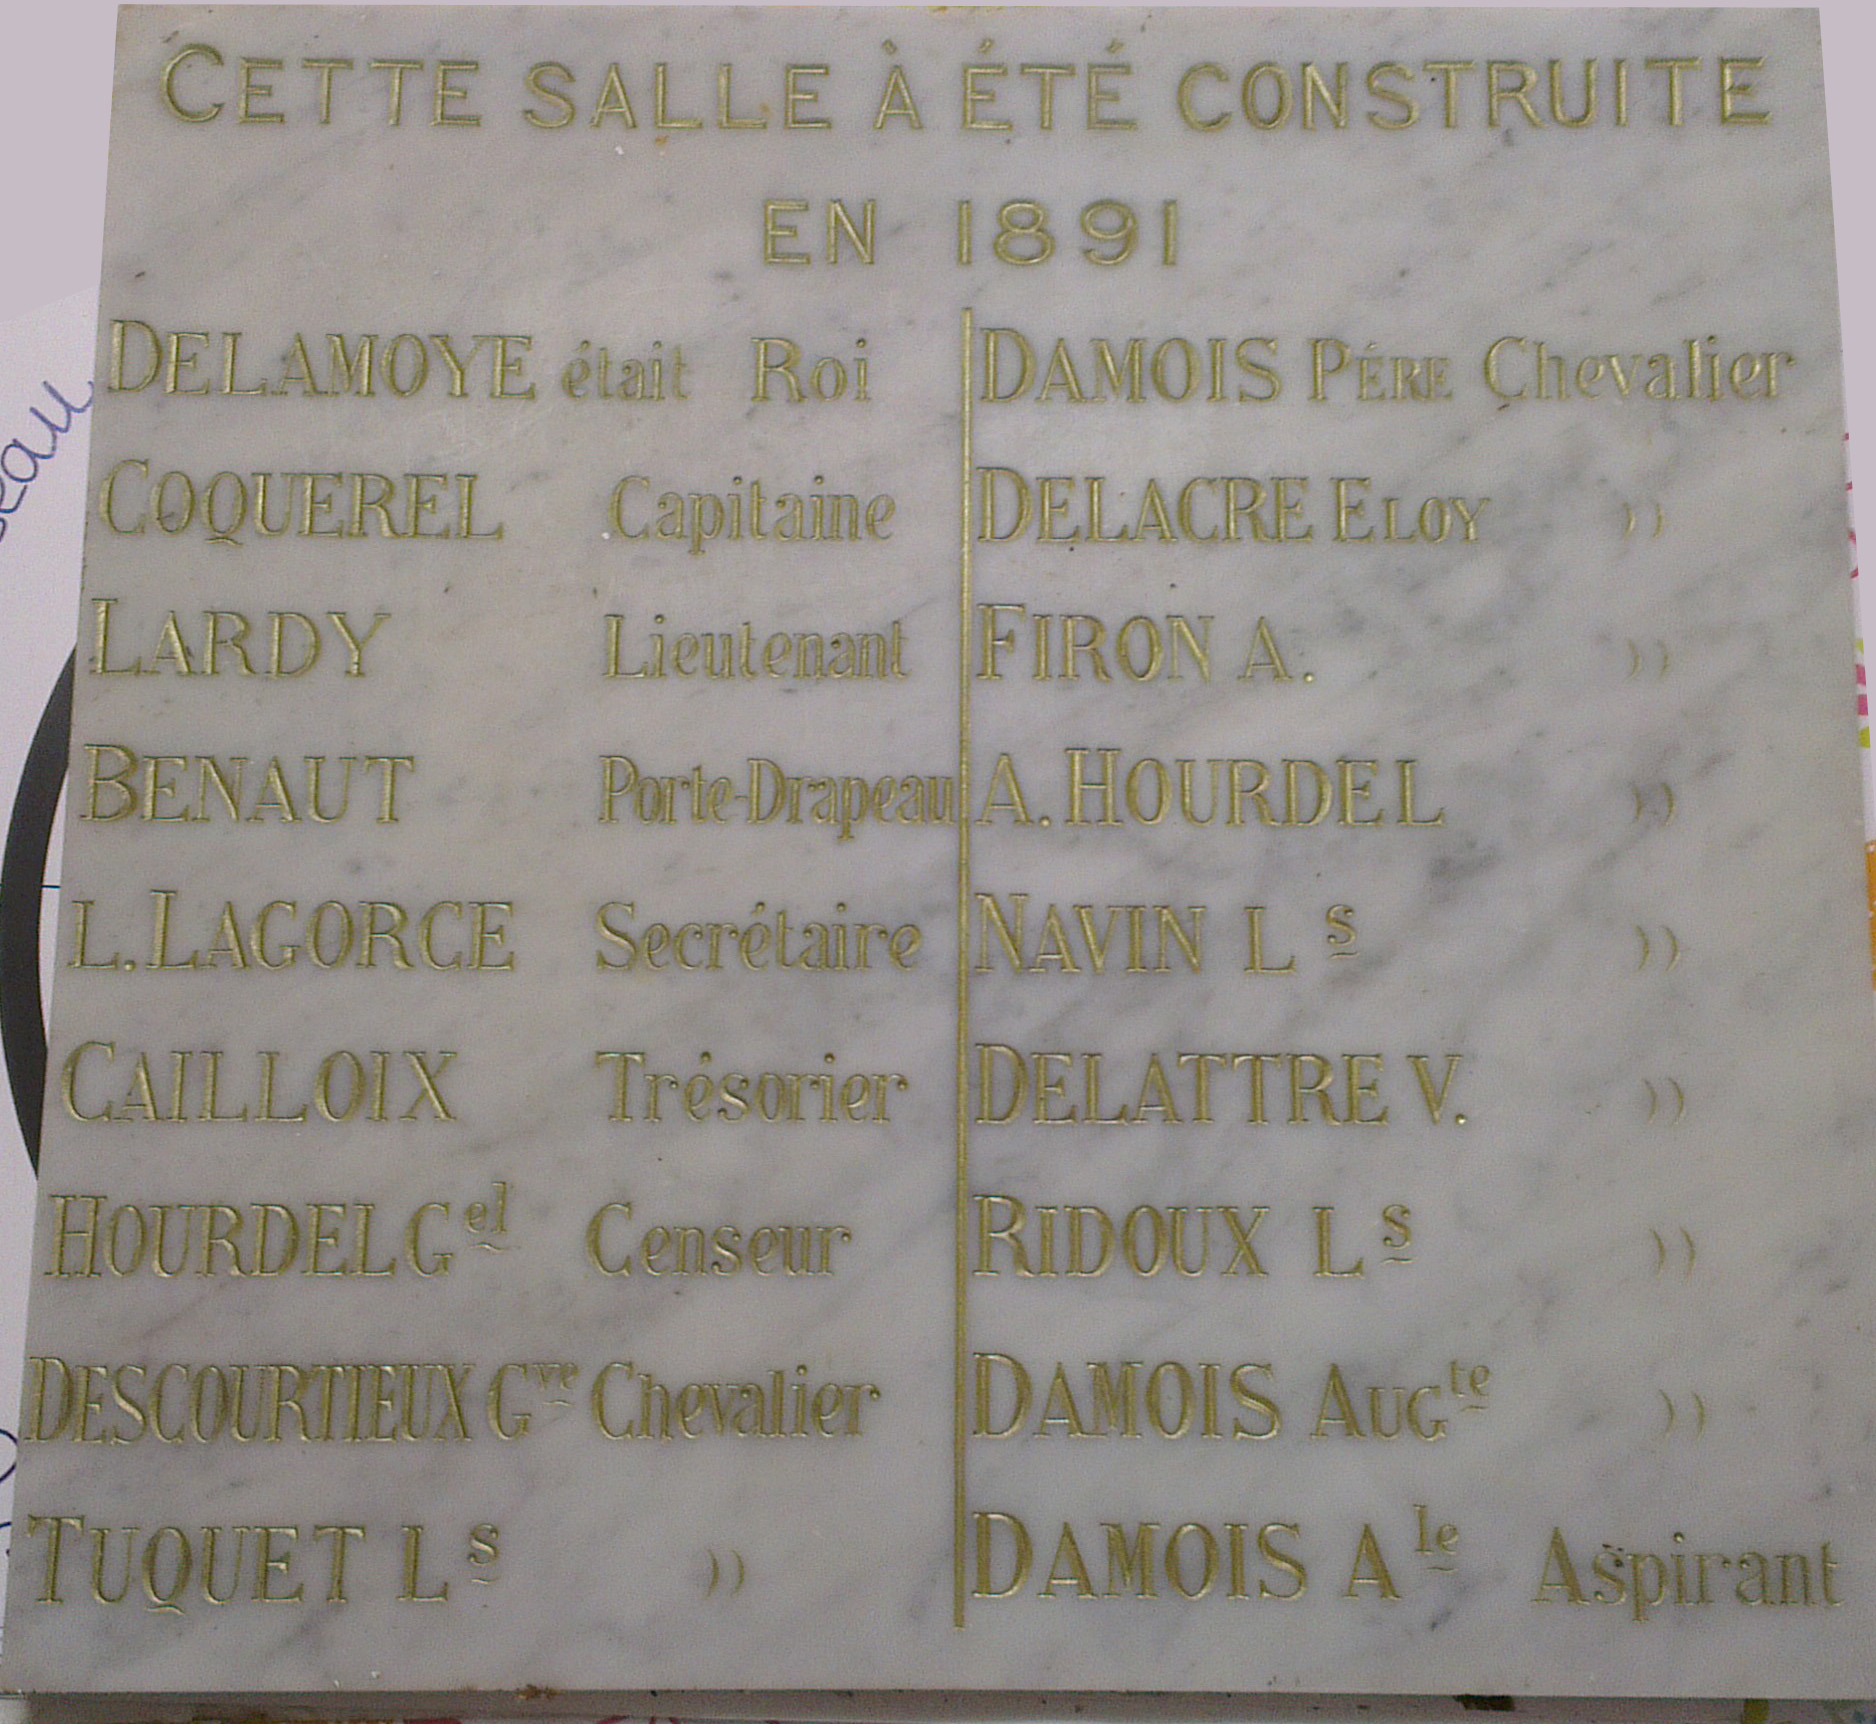 CETTE SALLE À ÉTÉ CONSTRUITE
EN 1891
DELAMOYE était Roi
COQUEREL Capitaine
LARDY Lieutenant
BENAUT Porte-Drapeau
L. LAGORCE Secrétaire
CAILLOIX Trésorier
HOURDEL Gel Censeur
DESCOURTIEUX Gve Chevalier
TUQUET Ls ))
DAMOIS PÉRE Chevalier
DELACRE ELOY ))
FIRON A. ))
A. HOURDEL ))
NAVIN Ls ))
DELATTRE V. ))
RIDOUX Ls ))
DAMOIS AUGte ))
DAMOIS Ale Aspirant